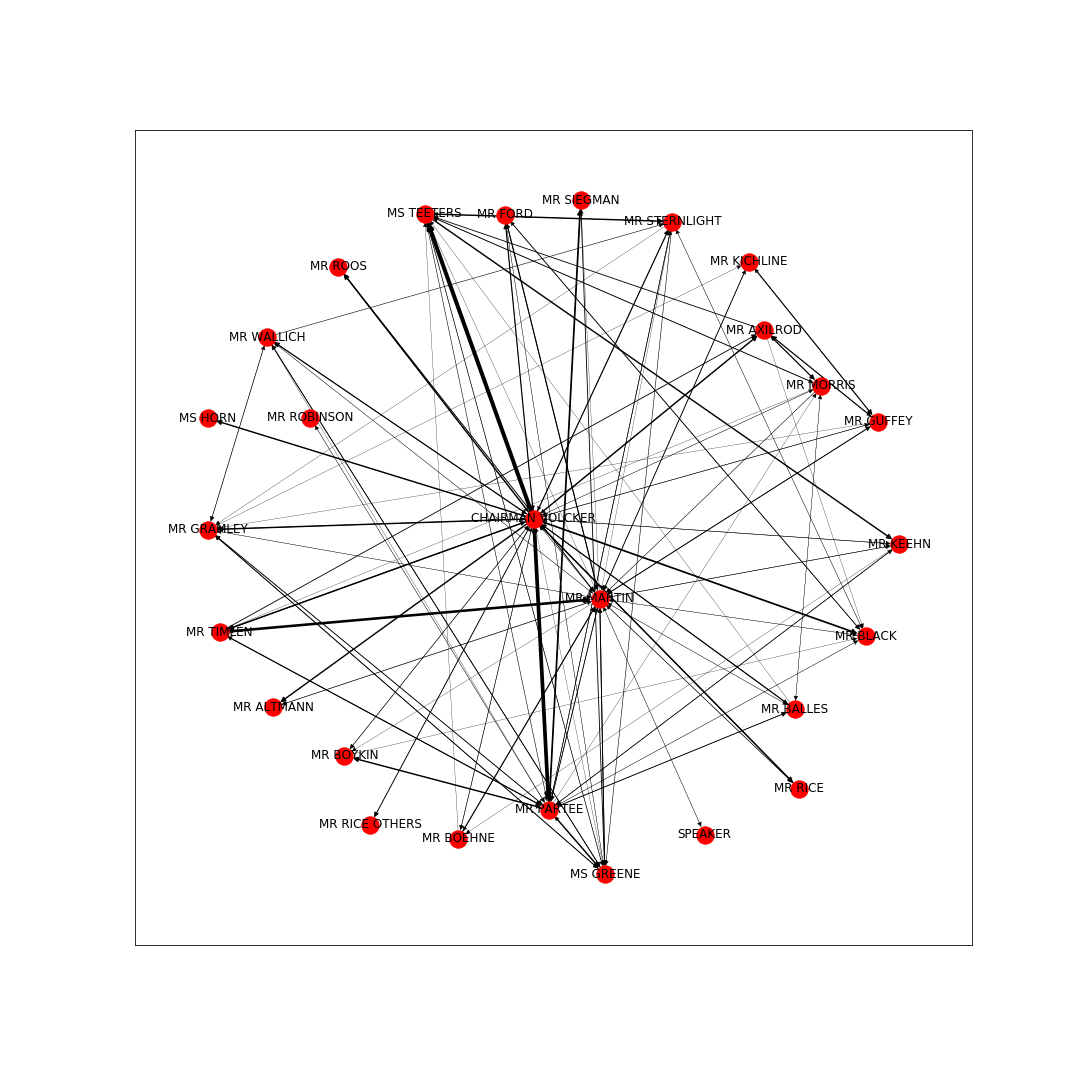 MR SIEGMAN
MS TEETERS
MR FORD
MR STERNLIGHT
MR KICHLINE
MR ROOS
MR AXILROD
MR WALLICH
MR MORRIS
MS HORN
MR ROBINSON
MR GUFFEY
CHAIRMAN VOLCKER
MR GRAMLEY
MR KEEHN
MR MARTIN
MR TIMLEN
MR BLACK
MR ALTMANN
MR BALLES
MR BOYKIN
MR RICE
MR PARTEE
MR RICE OTHERS
MR BOEHNE
SPEAKER
MS GREENE